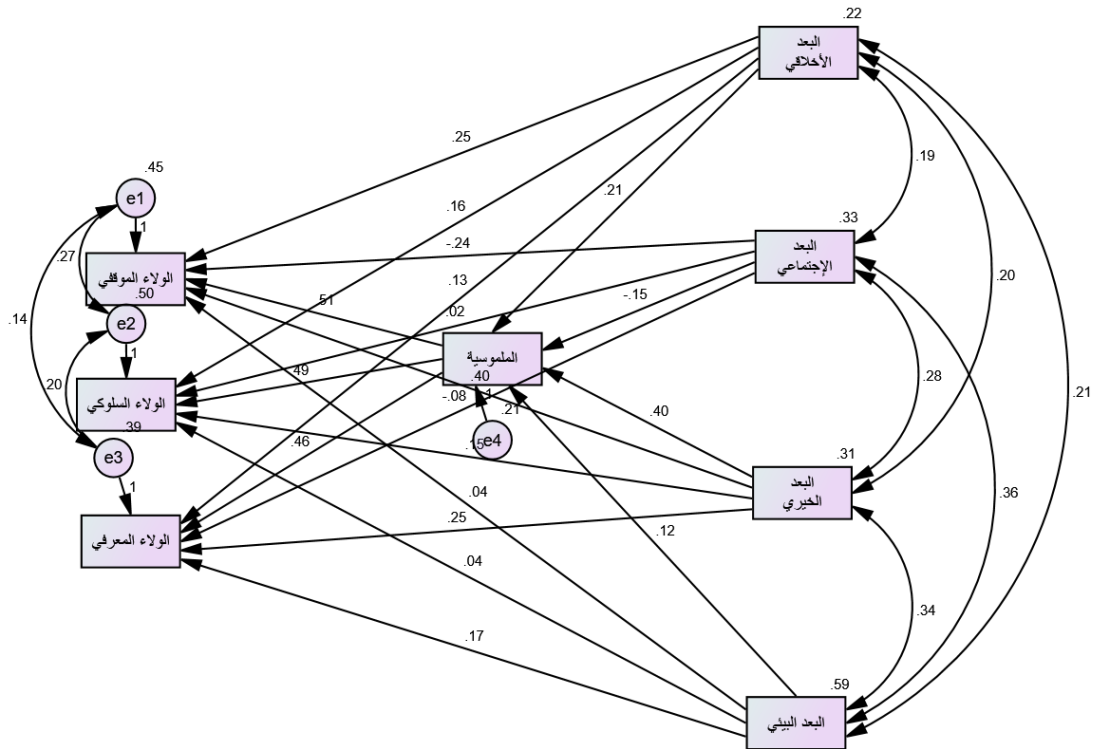 .22
البعد
الأخلاقي
.25
.19
.45
e1
.21
1
.16
.33
البعد
الإجتماعي
-.24
.27
الولاء الموقفي
.20
.13
.50
-.15
.51
.02
.14
e2
1
الملموسية
.28
.49
.40
.20
-.08
1
.21
.40
.21
الولاء السلوكي
.39
e4
.46
.15
e3
.31
البعد
الخيري
1
.04
.36
.25
.12
الولاء المعرفي
.04
.34
.17
.59
البعد البيئي